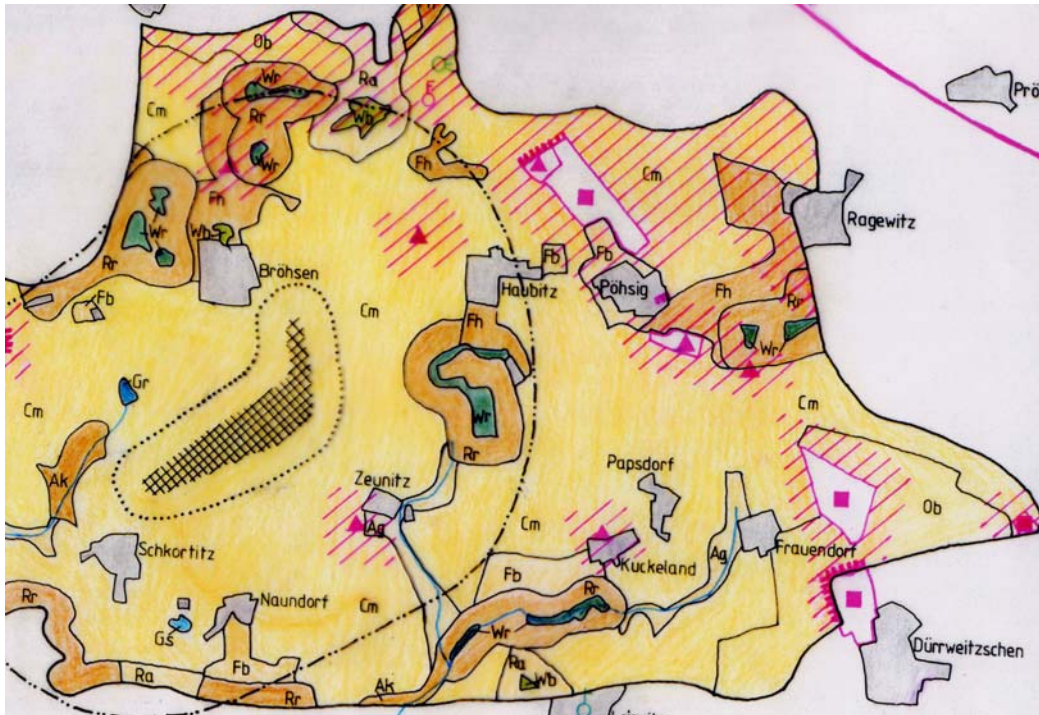 Ob
Wr
Ra
E
Cm
Rr
Wb
Prö
Wr
Fh
Cm
Fh
Ragewitz
Wr
Wb
Fb
Fb
Rr
Bröhsen
Haubitz
Pöhsig
Fh
Rr
Fb
Cm
Fh
Wr
Gr
Cm
Wr
Cm
Ak
Rr
Papsdorf
Zeunitz
Ob
Ag
Cm
Ag
Schkortitz
Kuckeland
Frauendorf
Fb
Rr
Rr
Naundorf
Cm
Gs
Wr
Dürrweitzschen
Fb
Ra
Ra
Wb
Rr
Ak